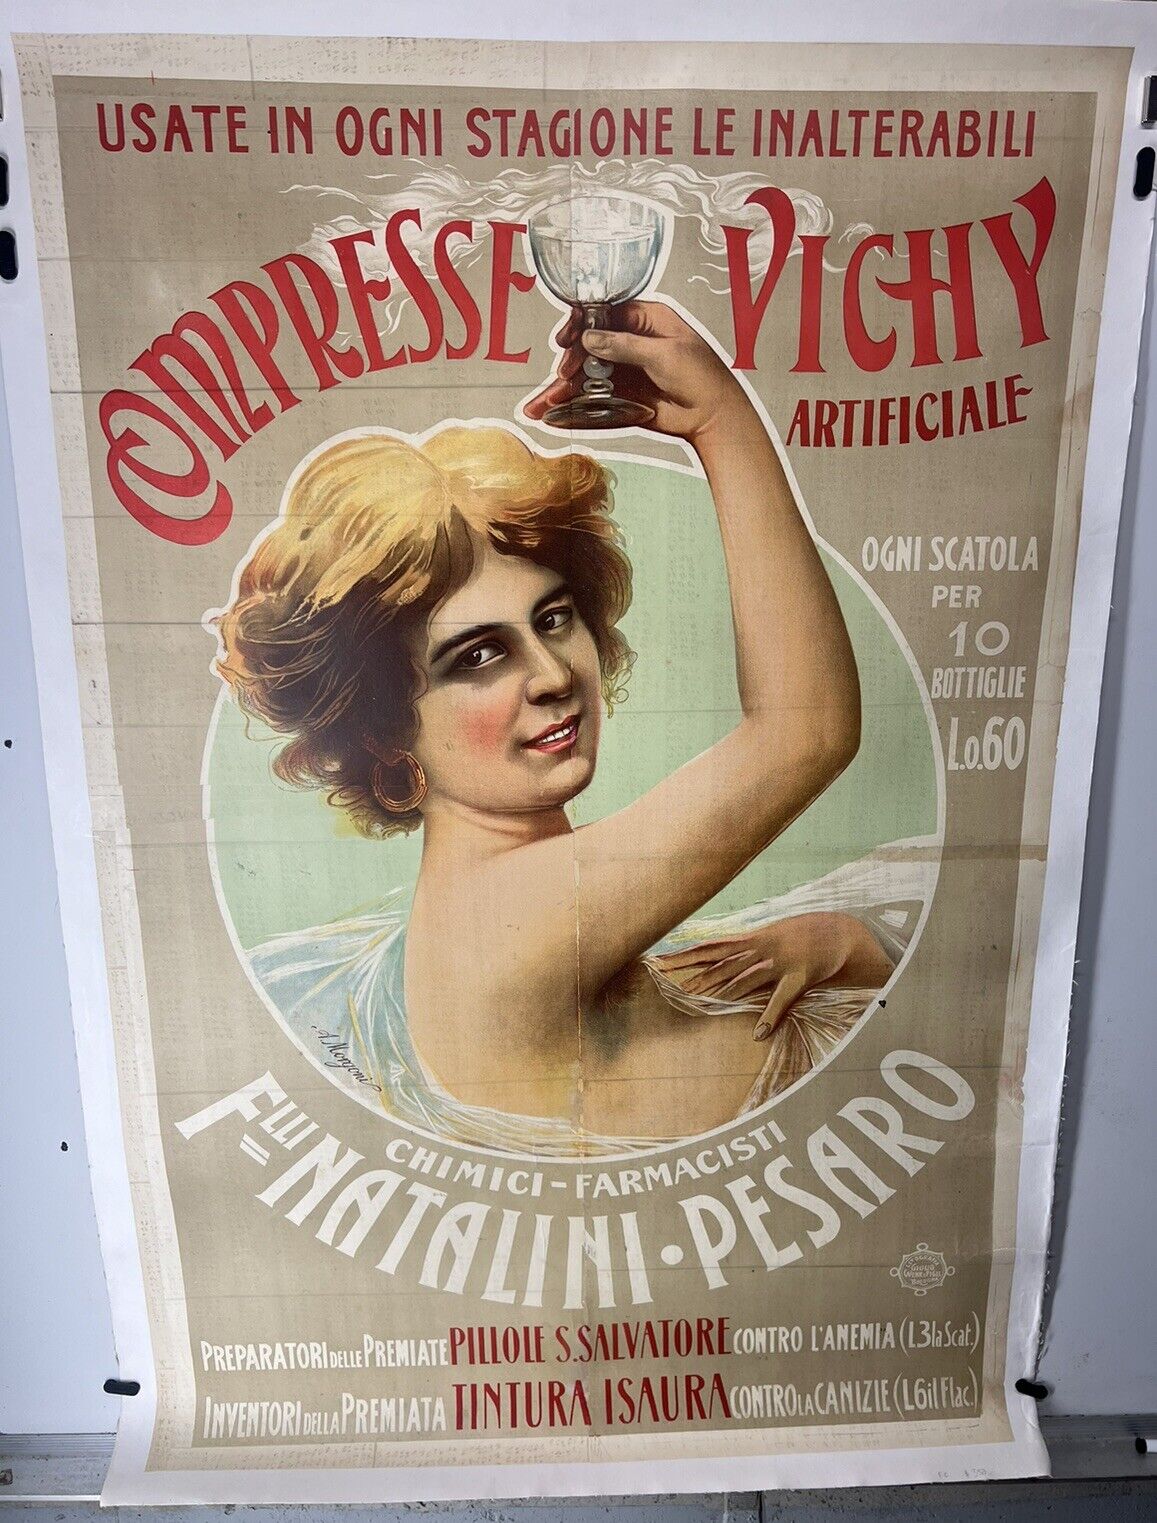 USATE IN OGNI STAGIONE LE INALTERABILI
COMPRESSE VICHY
ARTIFICIALE
OGNI SCATOLA
PER
10
BOTTIGLIE
L.0.60
A. Monzoni
CHIMICI-FARMACISTI
F.LLI NATALINI • PESARO
PREPARATORI DELLE PREMIATE PILLOLE S. SALVATORE CONTRO L'ANEMIA (L3 la Scat.)
INVENTORI DELLA PREMIATA TINTURA ISAURA CONTRO LA CANIZIE (L6 il Flac.)